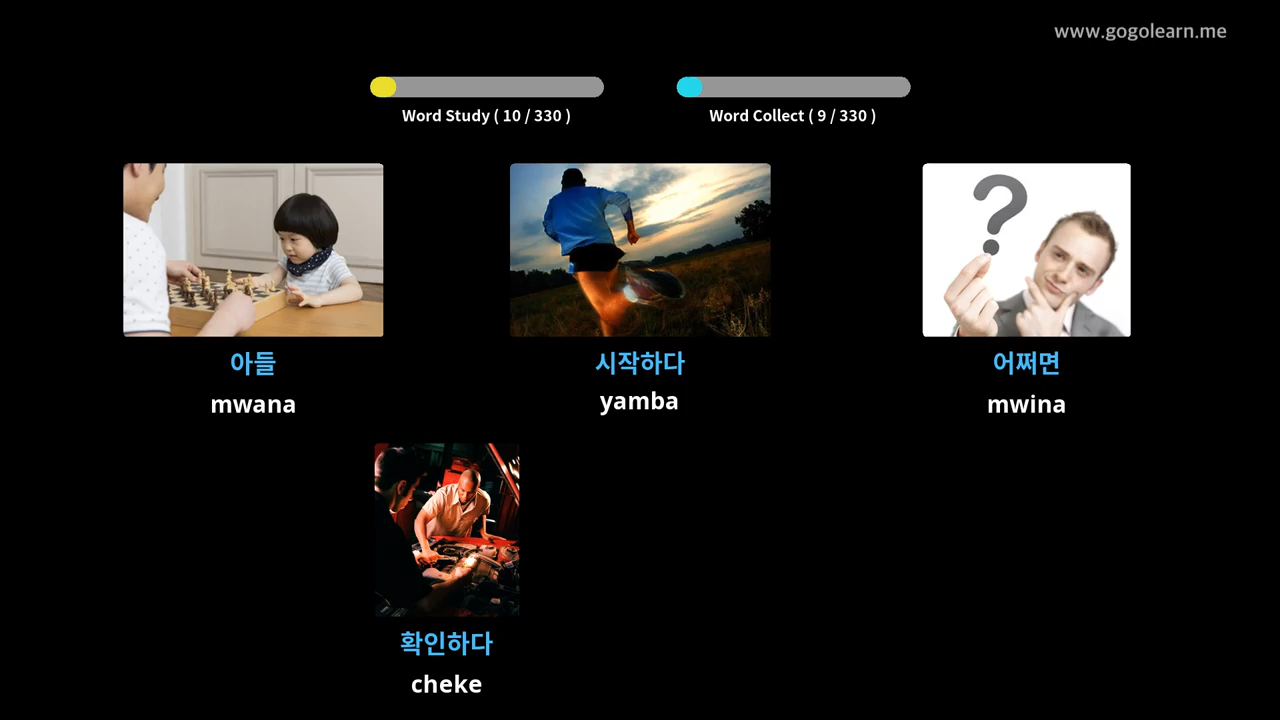 www.gogolearn.me
Word Study ( 10 / 330 )
Word Collect ( 9 / 330 )
아들
mwana
시작하다
yamba
어쩌면
mwina
확인하다
cheke